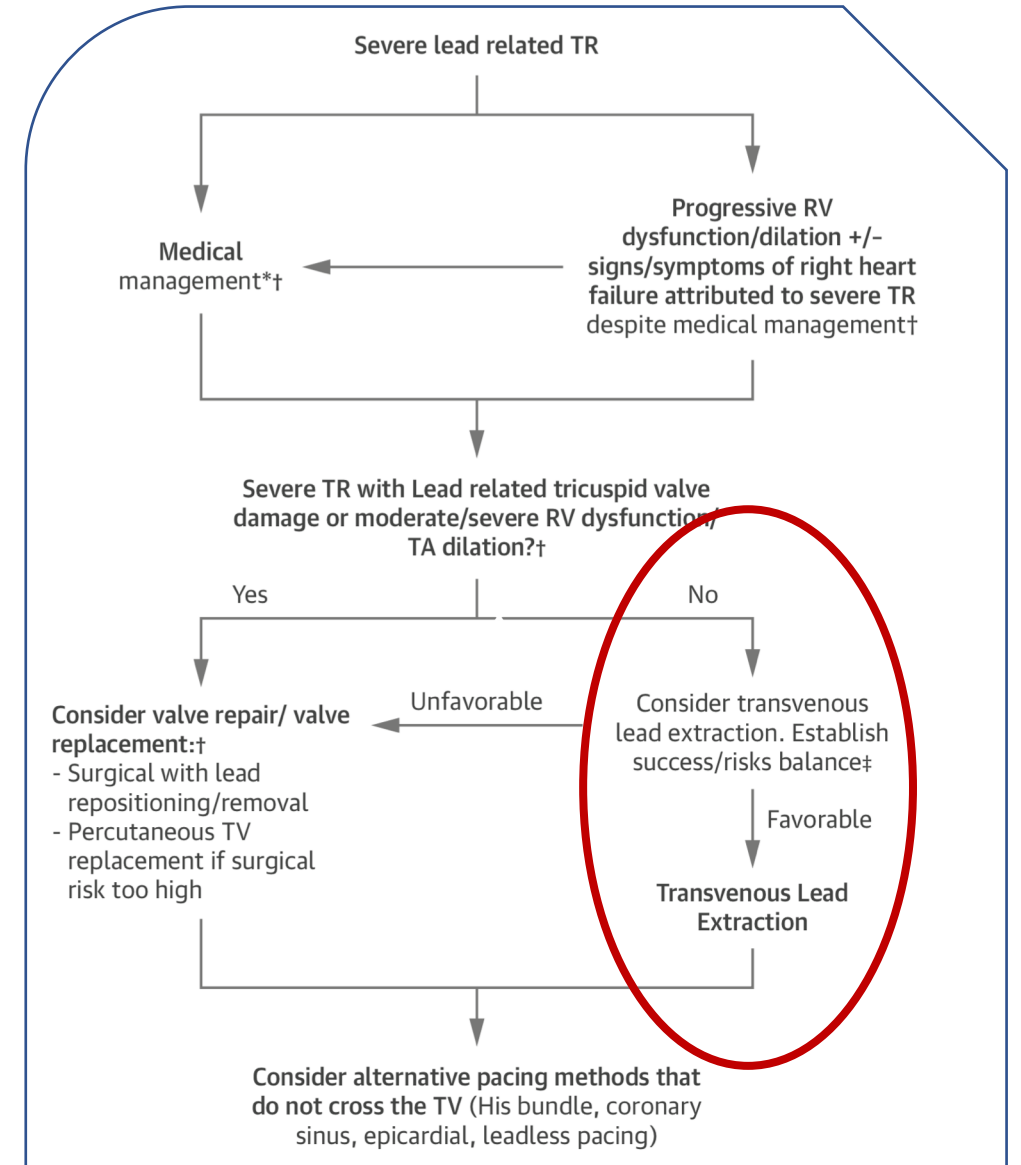 Severe lead related TR
Medical
management*†
Progressive RV
dysfunction/dilation +/−
signs/symptoms of right heart
failure attributed to severe TR
despite medical management†
Severe TR with Lead related tricuspid valve
damage or moderate/severe RV dysfunction/
TA dilation?†
Yes
No
Consider valve repair/ valve
replacement:†
- Surgical with lead
repositioning/removal
- Percutaneous TV
replacement if surgical
risk too high
Unfavorable
Consider transvenous
lead extraction. Establish
success/risks balance‡
Favorable
Transvenous Lead
Extraction
Consider alternative pacing methods that
do not cross the TV (His bundle, coronary
sinus, epicardial, leadless pacing)